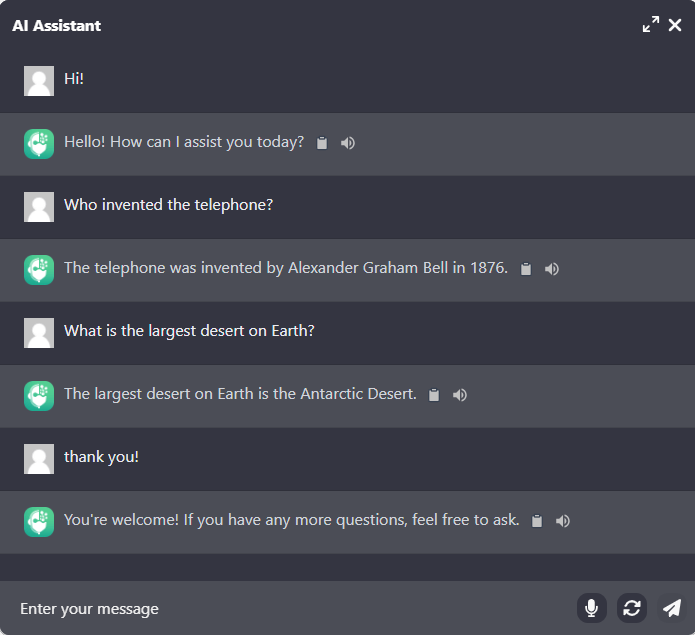 AI Assistant
Hi!
Hello! How can I assist you today?
Who invented the telephone?
The telephone was invented by Alexander Graham Bell in 1876.
What is the largest desert on Earth?
The largest desert on Earth is the Antarctic Desert.
thank you!
You're welcome! If you have any more questions, feel free to ask.
Enter your message